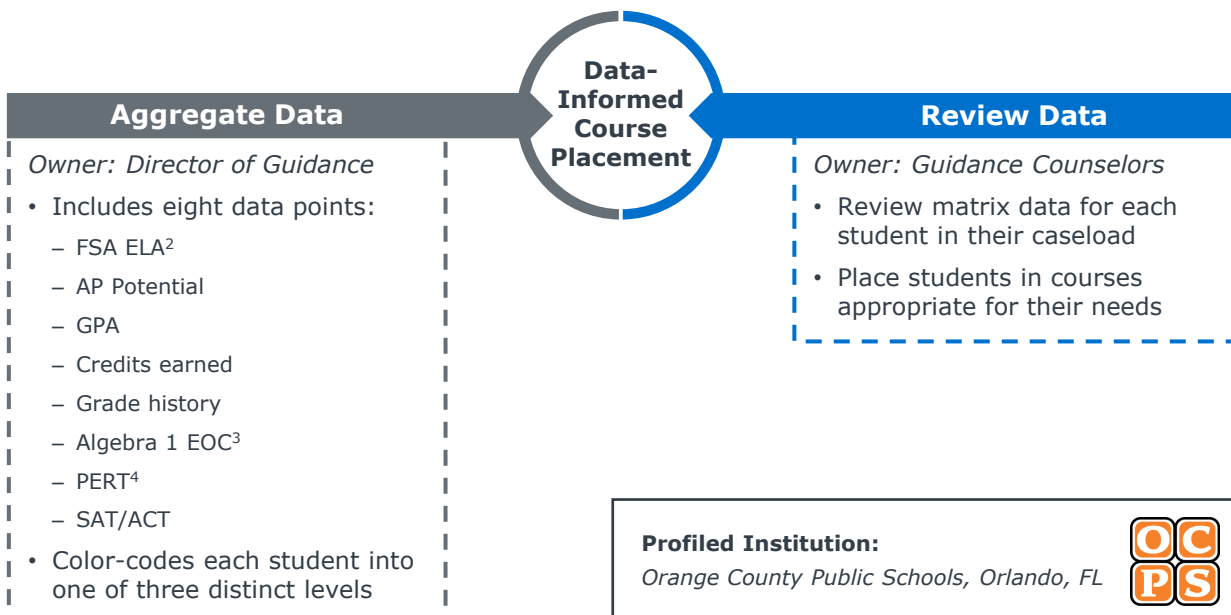 Data-
Informed
Course
Placement
Aggregate Data
Owner: Director of Guidance
• Includes eight data points:
– FSA ELA²
– AP Potential
– GPA
– Credits earned
– Grade history
– Algebra 1 EOC³
– PERT⁴
– SAT/ACT
• Color-codes each student into
one of three distinct levels
Review Data
Owner: Guidance Counselors
• Review matrix data for each
student in their caseload
• Place students in courses
appropriate for their needs
Profiled Institution:
Orange County Public Schools, Orlando, FL
OC
PS